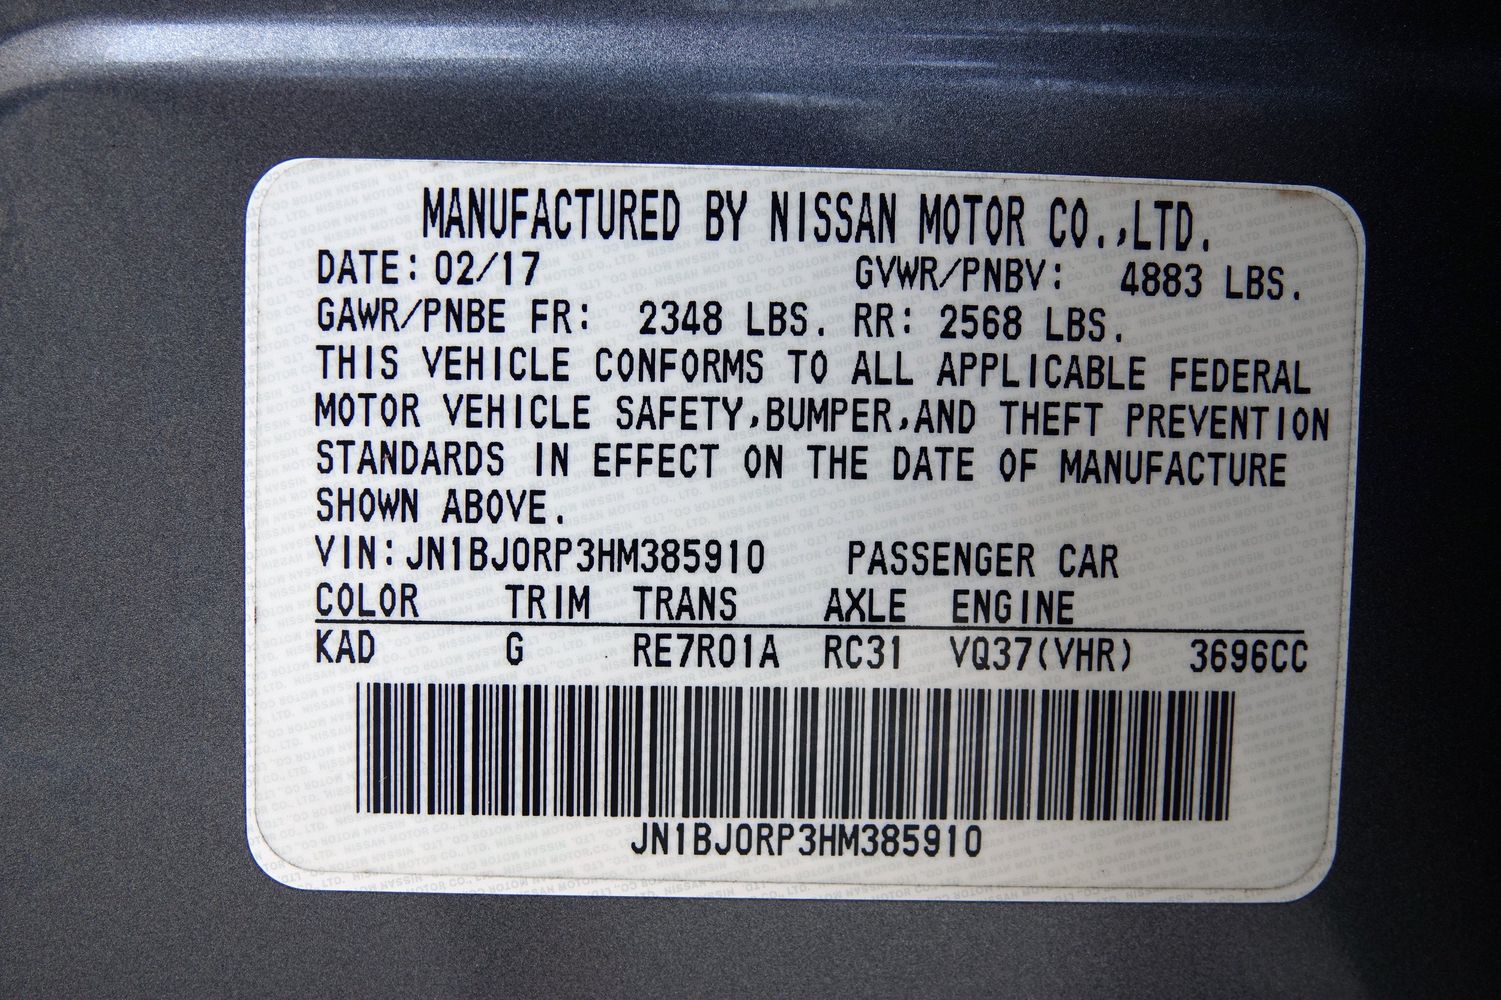 MANUFACTURED BY NISSAN MOTOR CO.,LTD.
DATE: 02/17 GVWR/PNBV: 4883 LBS.
GAWR/PNBE FR: 2348 LBS. RR: 2568 LBS.
THIS VEHICLE CONFORMS TO ALL APPLICABLE FEDERAL
MOTOR VEHICLE SAFETY,BUMPER,AND THEFT PREVENTION
STANDARDS IN EFFECT ON THE DATE OF MANUFACTURE
SHOWN ABOVE.
VIN:JN1BJ0RP3HM385910 PASSENGER CAR
COLOR TRIM TRANS AXLE ENGINE
KAD G RE7R01A RC31 VQ37(VHR) 3696CC
JN1BJ0RP3HM385910